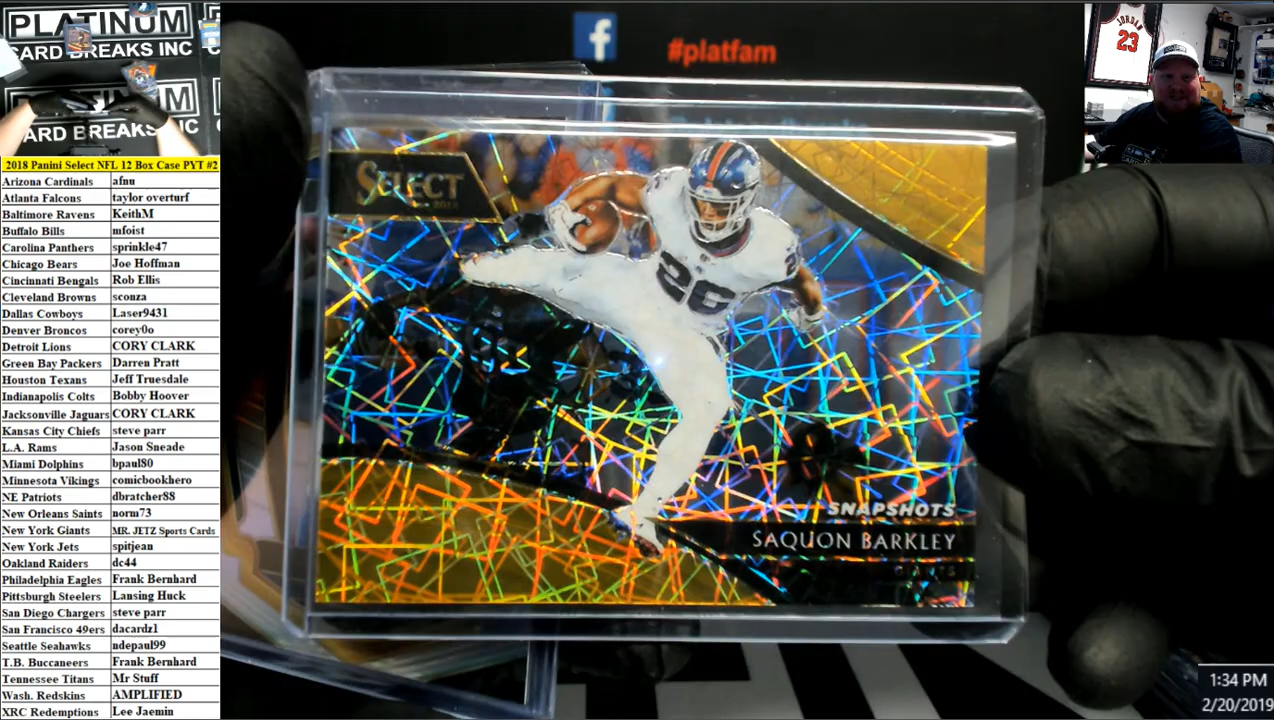 PLATINUM
CARD BREAKS INC
PLATINUM
CARD BREAKS INC
#platfam
JORDAN
23
SELECT
2018
26
SNAPSHOTS
SAQUON BARKLEY
GIANTS
2018 Panini Select NFL 12 Box Case PYT #2
Arizona Cardinals afnu
Atlanta Falcons taylor overturf
Baltimore Ravens KeithM
Buffalo Bills mfoist
Carolina Panthers sprinkle47
Chicago Bears Joe Hoffman
Cincinnati Bengals Rob Ellis
Cleveland Browns sconza
Dallas Cowboys Laser9431
Denver Broncos corey0o
Detroit Lions CORY CLARK
Green Bay Packers Darren Pratt
Houston Texans Jeff Truesdale
Indianapolis Colts Bobby Hoover
Jacksonville Jaguars CORY CLARK
Kansas City Chiefs steve parr
L.A. Rams Jason Sneade
Miami Dolphins bpaul80
Minnesota Vikings comicbookhero
NE Patriots dbratcher88
New Orleans Saints norm73
New York Giants MR. JETZ Sports Cards
New York Jets spitjean
Oakland Raiders dc44
Philadelphia Eagles Frank Bernhard
Pittsburgh Steelers Lansing Huck
San Diego Chargers steve parr
San Francisco 49ers dacardz1
Seattle Seahawks ndepaul99
T.B. Buccaneers Frank Bernhard
Tennessee Titans Mr Stuff
Wash. Redskins AMPLIFIED
XRC Redemptions Lee Jaemin
1:34 PM
2/20/2019